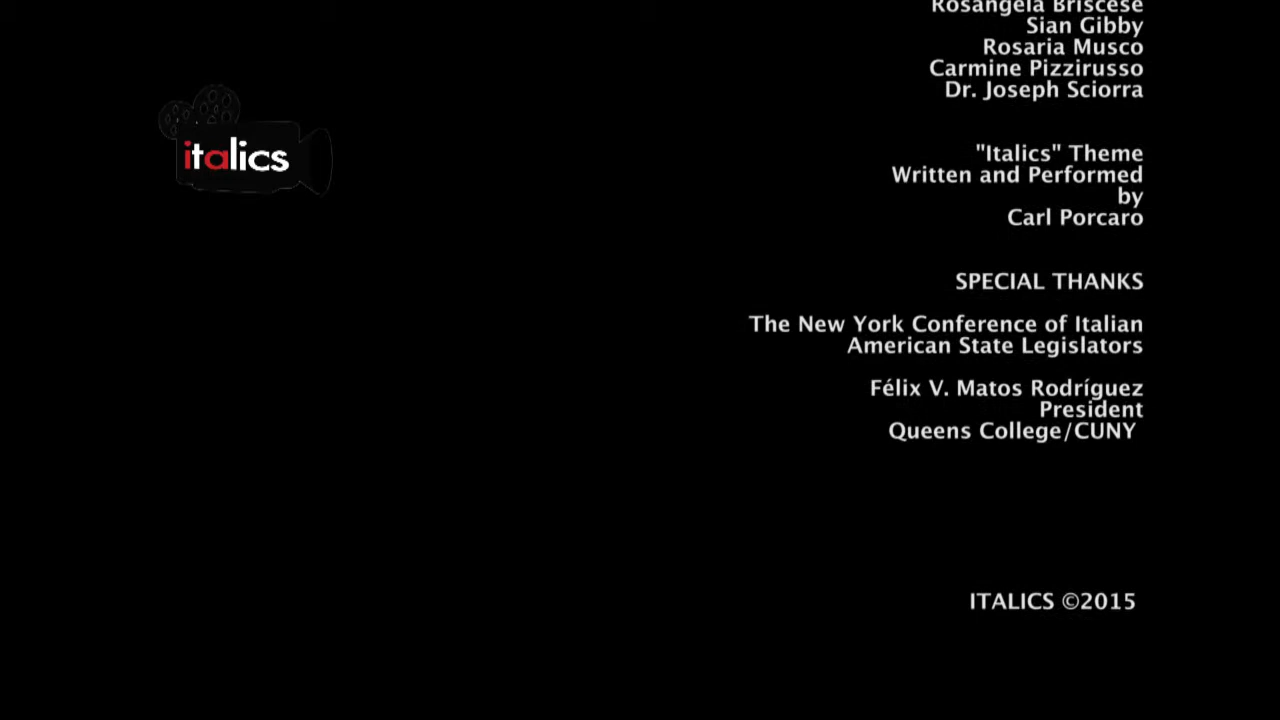 Rosangela Briscese
Sian Gibby
Rosaria Musco
Carmine Pizzirusso
Dr. Joseph Sciorra
italics
"Italics" Theme
Written and Performed
by
Carl Porcaro
SPECIAL THANKS
The New York Conference of Italian
American State Legislators
Félix V. Matos Rodríguez
President
Queens College/CUNY
ITALICS ©2015